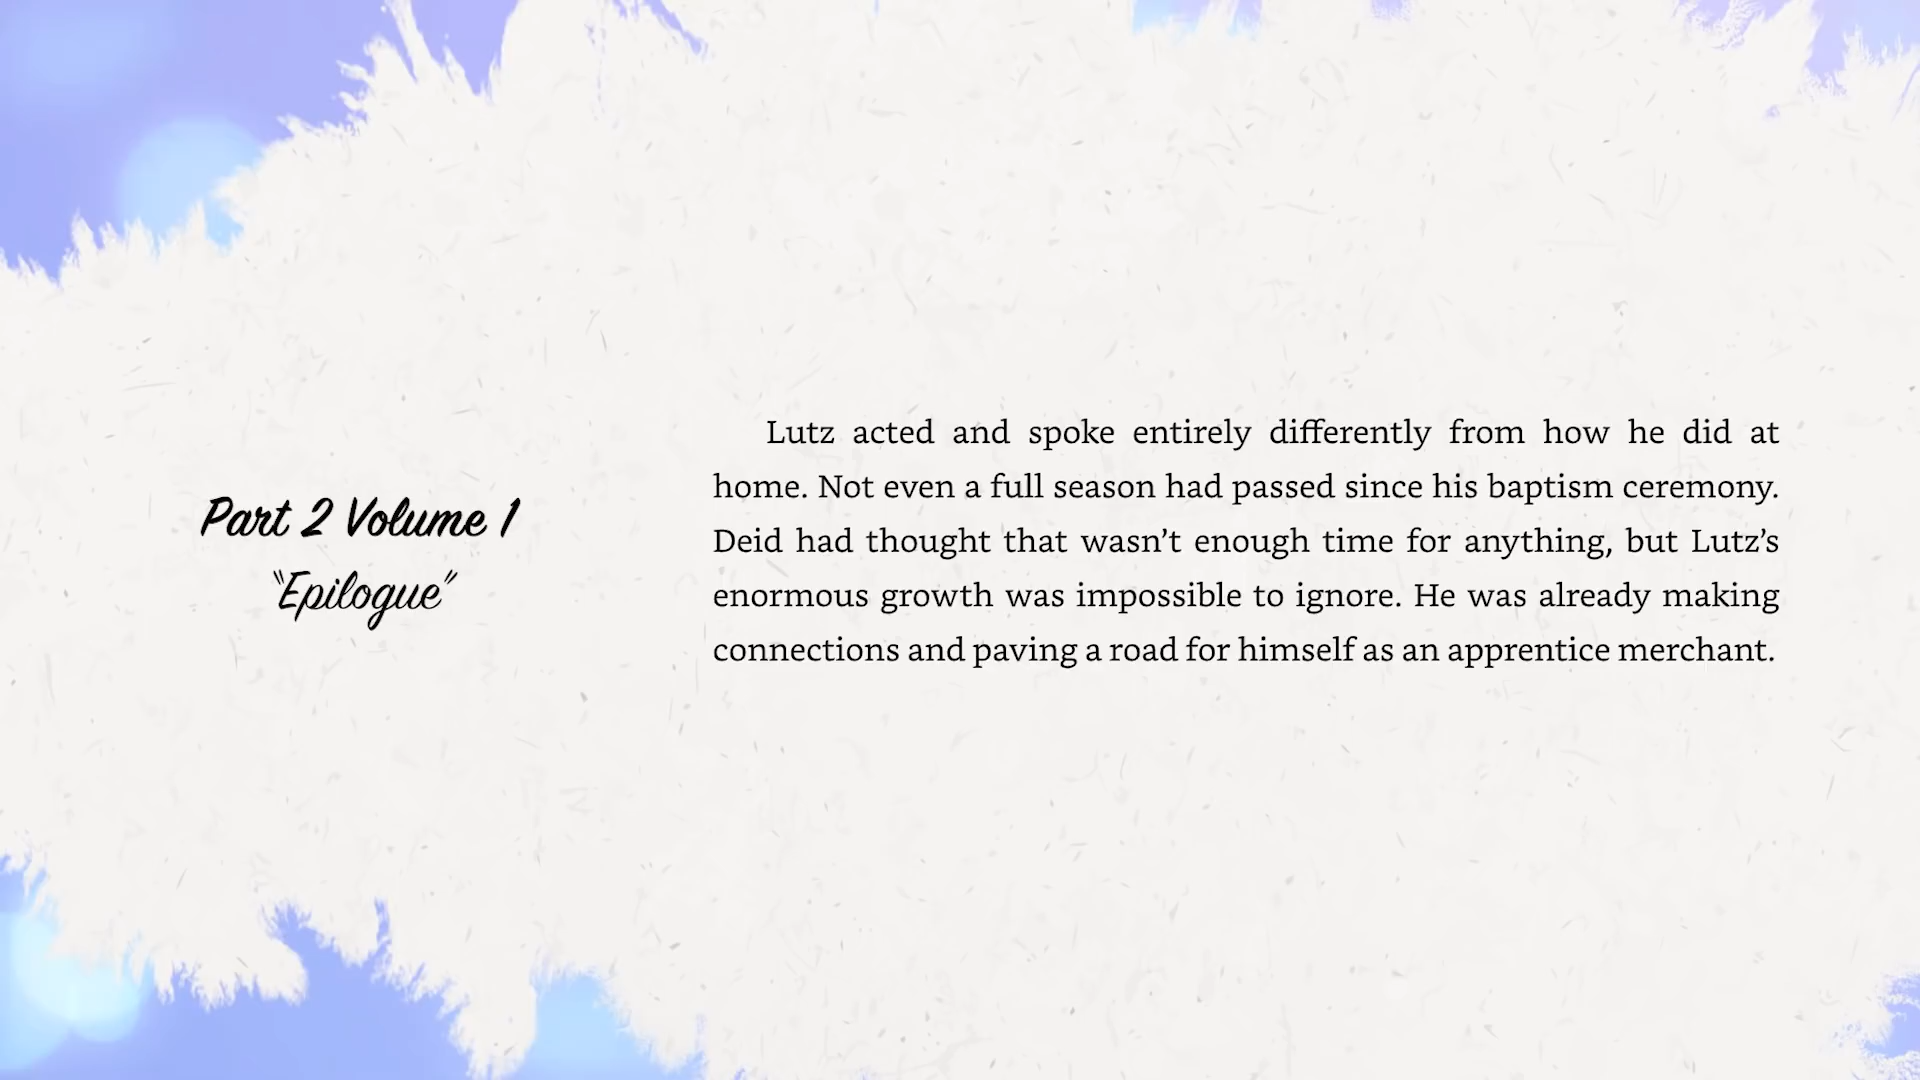 Part 2 Volume 1
"Epilogue"
Lutz acted and spoke entirely differently from how he did at
home. Not even a full season had passed since his baptism ceremony.
Deid had thought that wasn’t enough time for anything, but Lutz’s
enormous growth was impossible to ignore. He was already making
connections and paving a road for himself as an apprentice merchant.